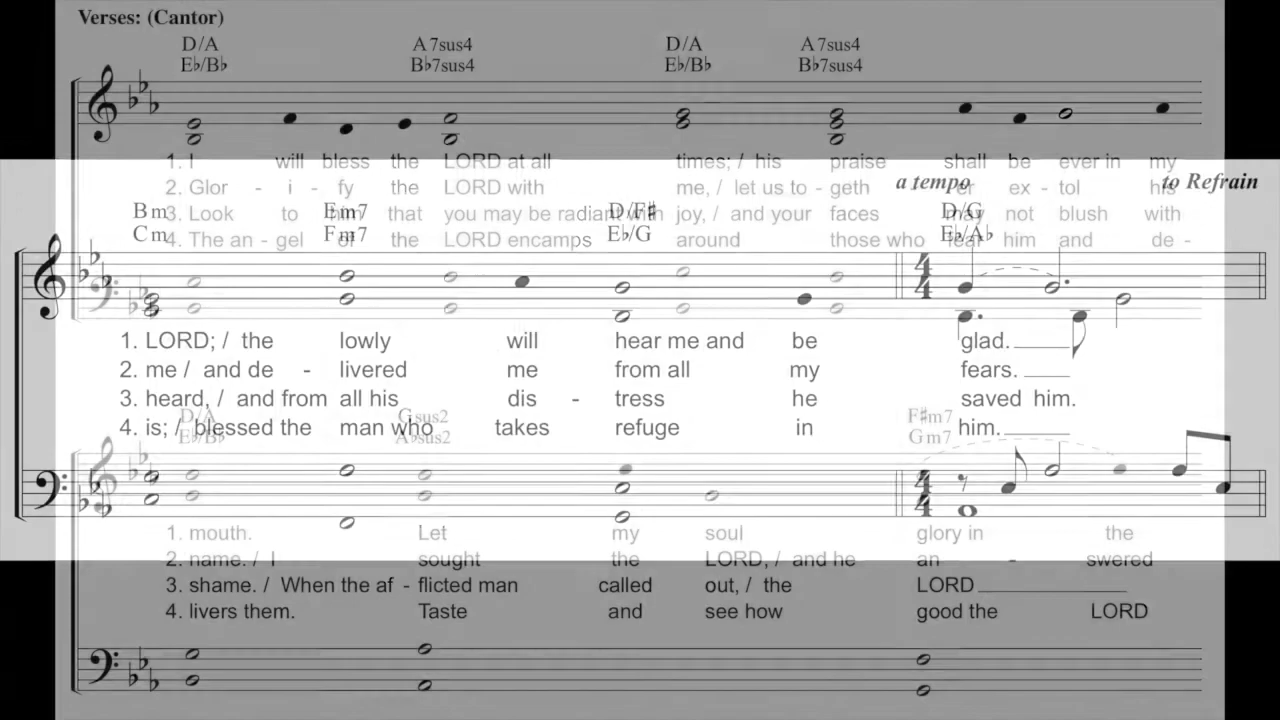 Verses: (Cantor)
D/A A7sus4 D/A A7sus4
E♭/B♭ B♭7sus4 E♭/B♭ B♭7sus4
1. I will bless the LORD at all times; / his praise shall be ever in my
2. Glor - i - fy the LORD with me, / let us to - geth - er ex - tol his
a tempo to Refrain
3. Look to him that you may be radiant with joy, / and your faces may not blush with
Bm Em7 D/F♯ D/G
Cm Fm7 E♭/G E♭/A♭
4. The an - gel of the LORD encamps around those who fear him and de -
4 4
1. LORD; / the lowly will hear me and be glad.
2. me / and de - livered me from all my fears.
3. heard, / and from all his dis - tress he saved him.
D/A Gsus2 F♯m7
4. is; / blessed the man who takes refuge in him.
E♭/B♭ A♭sus2 Gm7
4 4
1. mouth. Let my soul glory in the
2. name. / I sought the LORD, / and he an - swered
3. shame. / When the af - flicted man called out, / the LORD
4. livers them. Taste and see how good the LORD